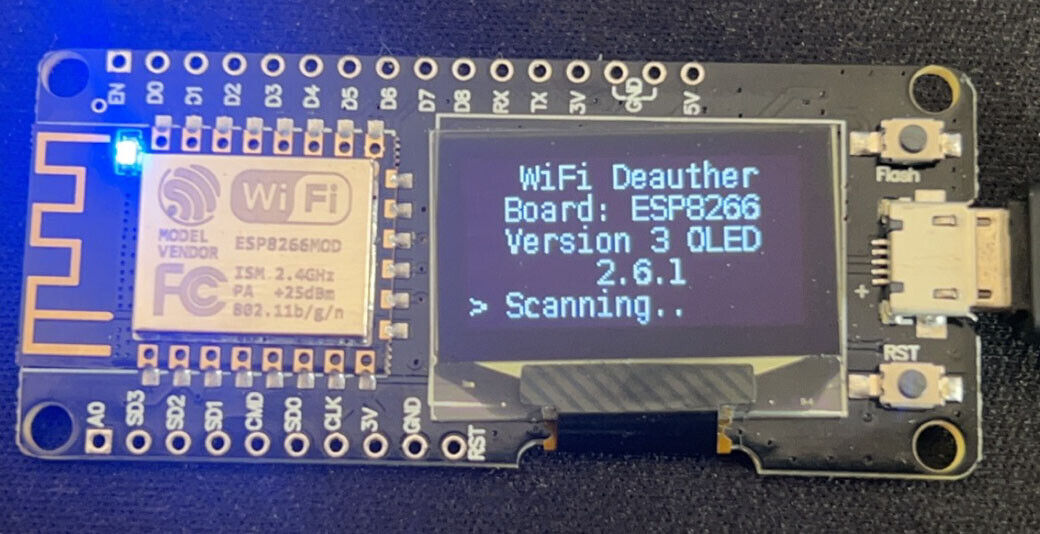 EN D0 D1 D2 D3 D4 D5 D6 D7 D8 RX TX 3V GND 5V
WiFi
MODEL ESP8266MOD
VENDOR
ISM 2.4GHz
PA +25dBm
802.11b/g/n
FC
WiFi Deauther
Board: ESP8266
Version 3 OLED
2.6.1
> Scanning..
Flash
+
RST
A0 SD3 SD2 SD1 CMD SD0 CLK 3V GND RST